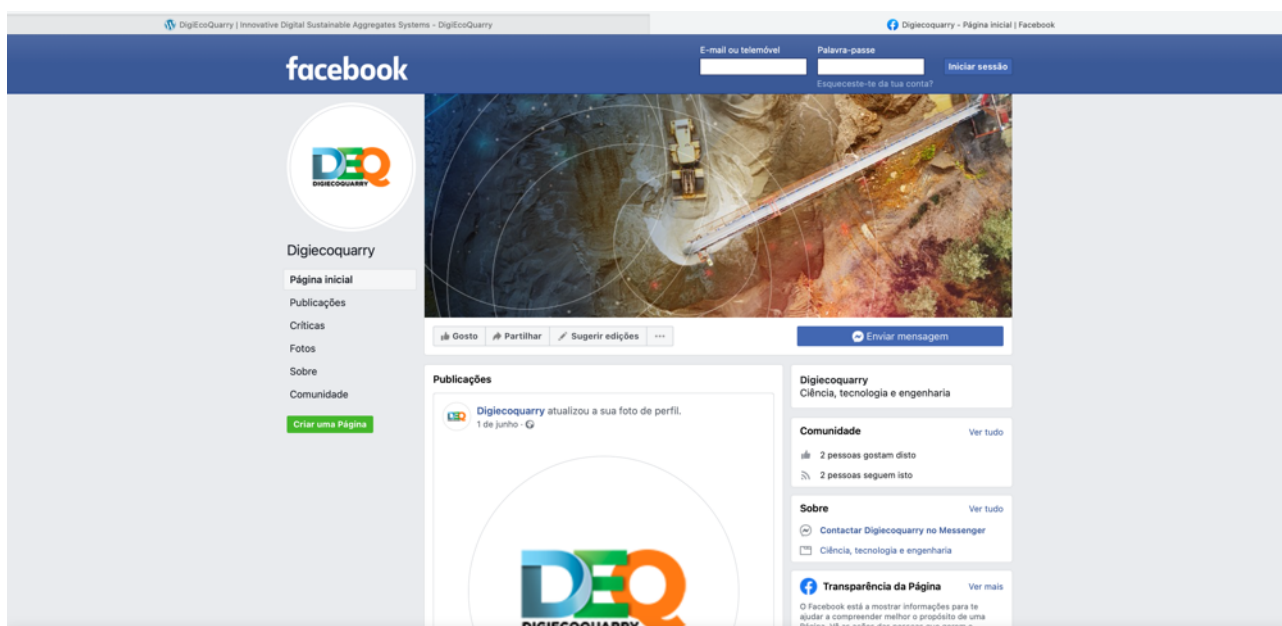 DigiEcoQuarry | Innovative Digital Sustainable Aggregates Systems - DigiEcoQuarry
Digiecoquarry - Página inicial | Facebook
facebook
E-mail ou telemóvel
Palavra-passe
Iniciar sessão
Esqueceste-te da tua conta?
DEQ
DIGIECOQUARRY
Digiecoquarry
Página inicial
Publicações
Críticas
Fotos
Sobre
Comunidade
Criar uma Página
Gosto
Partilhar
Sugerir edições
Enviar mensagem
Publicações
DEQ
Digiecoquarry atualizou a sua foto de perfil.
1 de junho
DEQ
DIGIECOQUARRY
Digiecoquarry
Ciência, tecnologia e engenharia
Comunidade
Ver tudo
2 pessoas gostam disto
2 pessoas seguem isto
Sobre
Ver tudo
Contactar Digiecoquarry no Messenger
Ciência, tecnologia e engenharia
Transparência da Página
Ver mais
O Facebook está a mostrar informações para te
ajudar a compreender melhor o propósito de uma